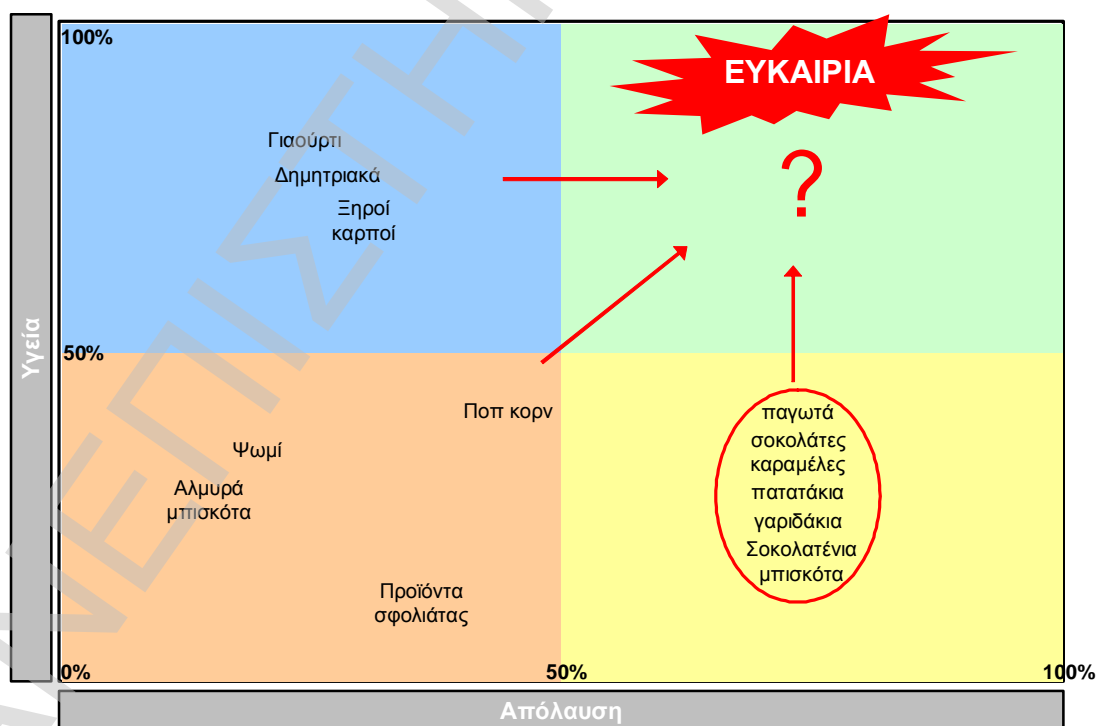 100%
ΕΥΚΑΙΡΙΑ
Γιαούρτι
Δημητριακά
Ξηροί
καρποί
?
Υγεία
50%
Ποπ κορν
Ψωμί
Αλμυρά
μπισκότα
Προϊόντα
σφολιάτας
παγωτά
σοκολάτες
καραμέλες
πατατάκια
γαριδάκια
Σοκολατένια
μπισκότα
0%
50%
100%
Απόλαυση